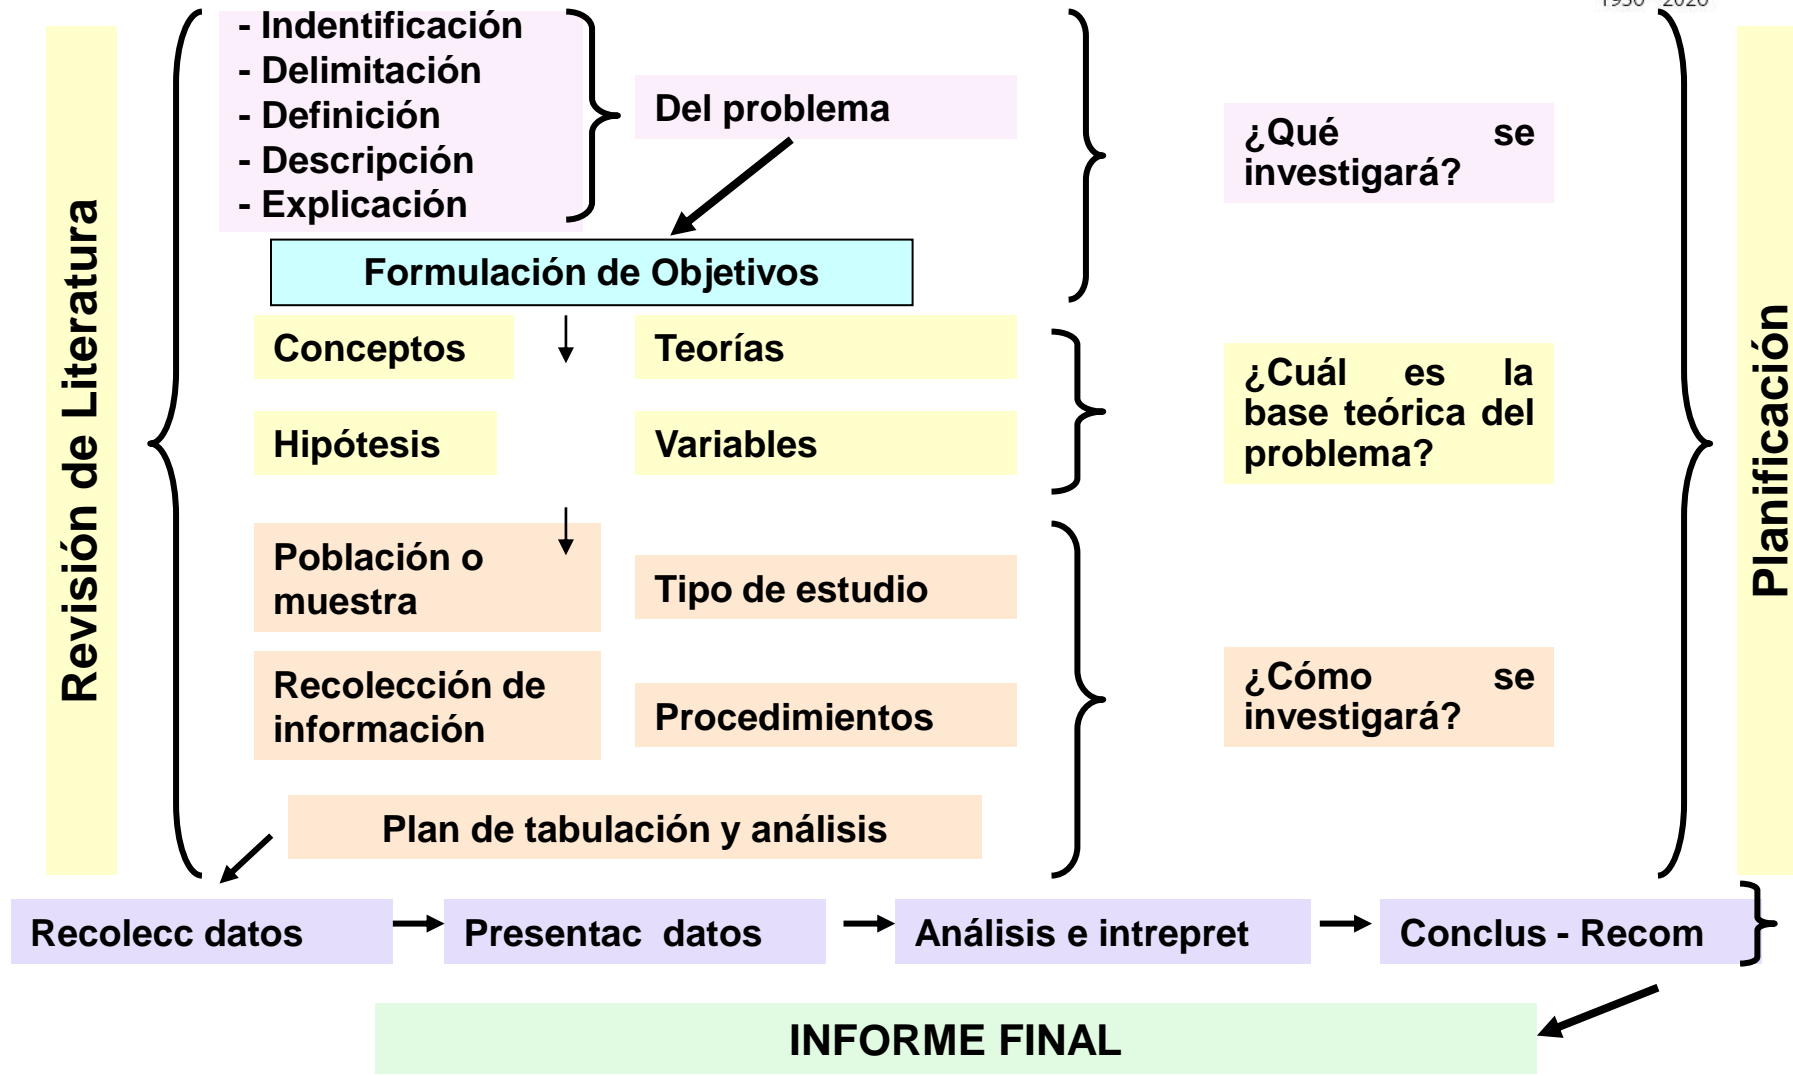 1950 - 2020
- Indentificación
- Delimitación
- Definición
- Descripción
- Explicación
Del problema
¿Qué se
investigará?
Formulación de Objetivos
Revisión de Literatura
Planificación
Conceptos
Teorías
Hipótesis
Variables
¿Cuál es la
base teórica del
problema?
Población o
muestra
Tipo de estudio
Recolección de
información
Procedimientos
¿Cómo se
investigará?
Plan de tabulación y análisis
Recolecc datos
Presentac datos
Análisis e intrepret
Conclus - Recom
INFORME FINAL